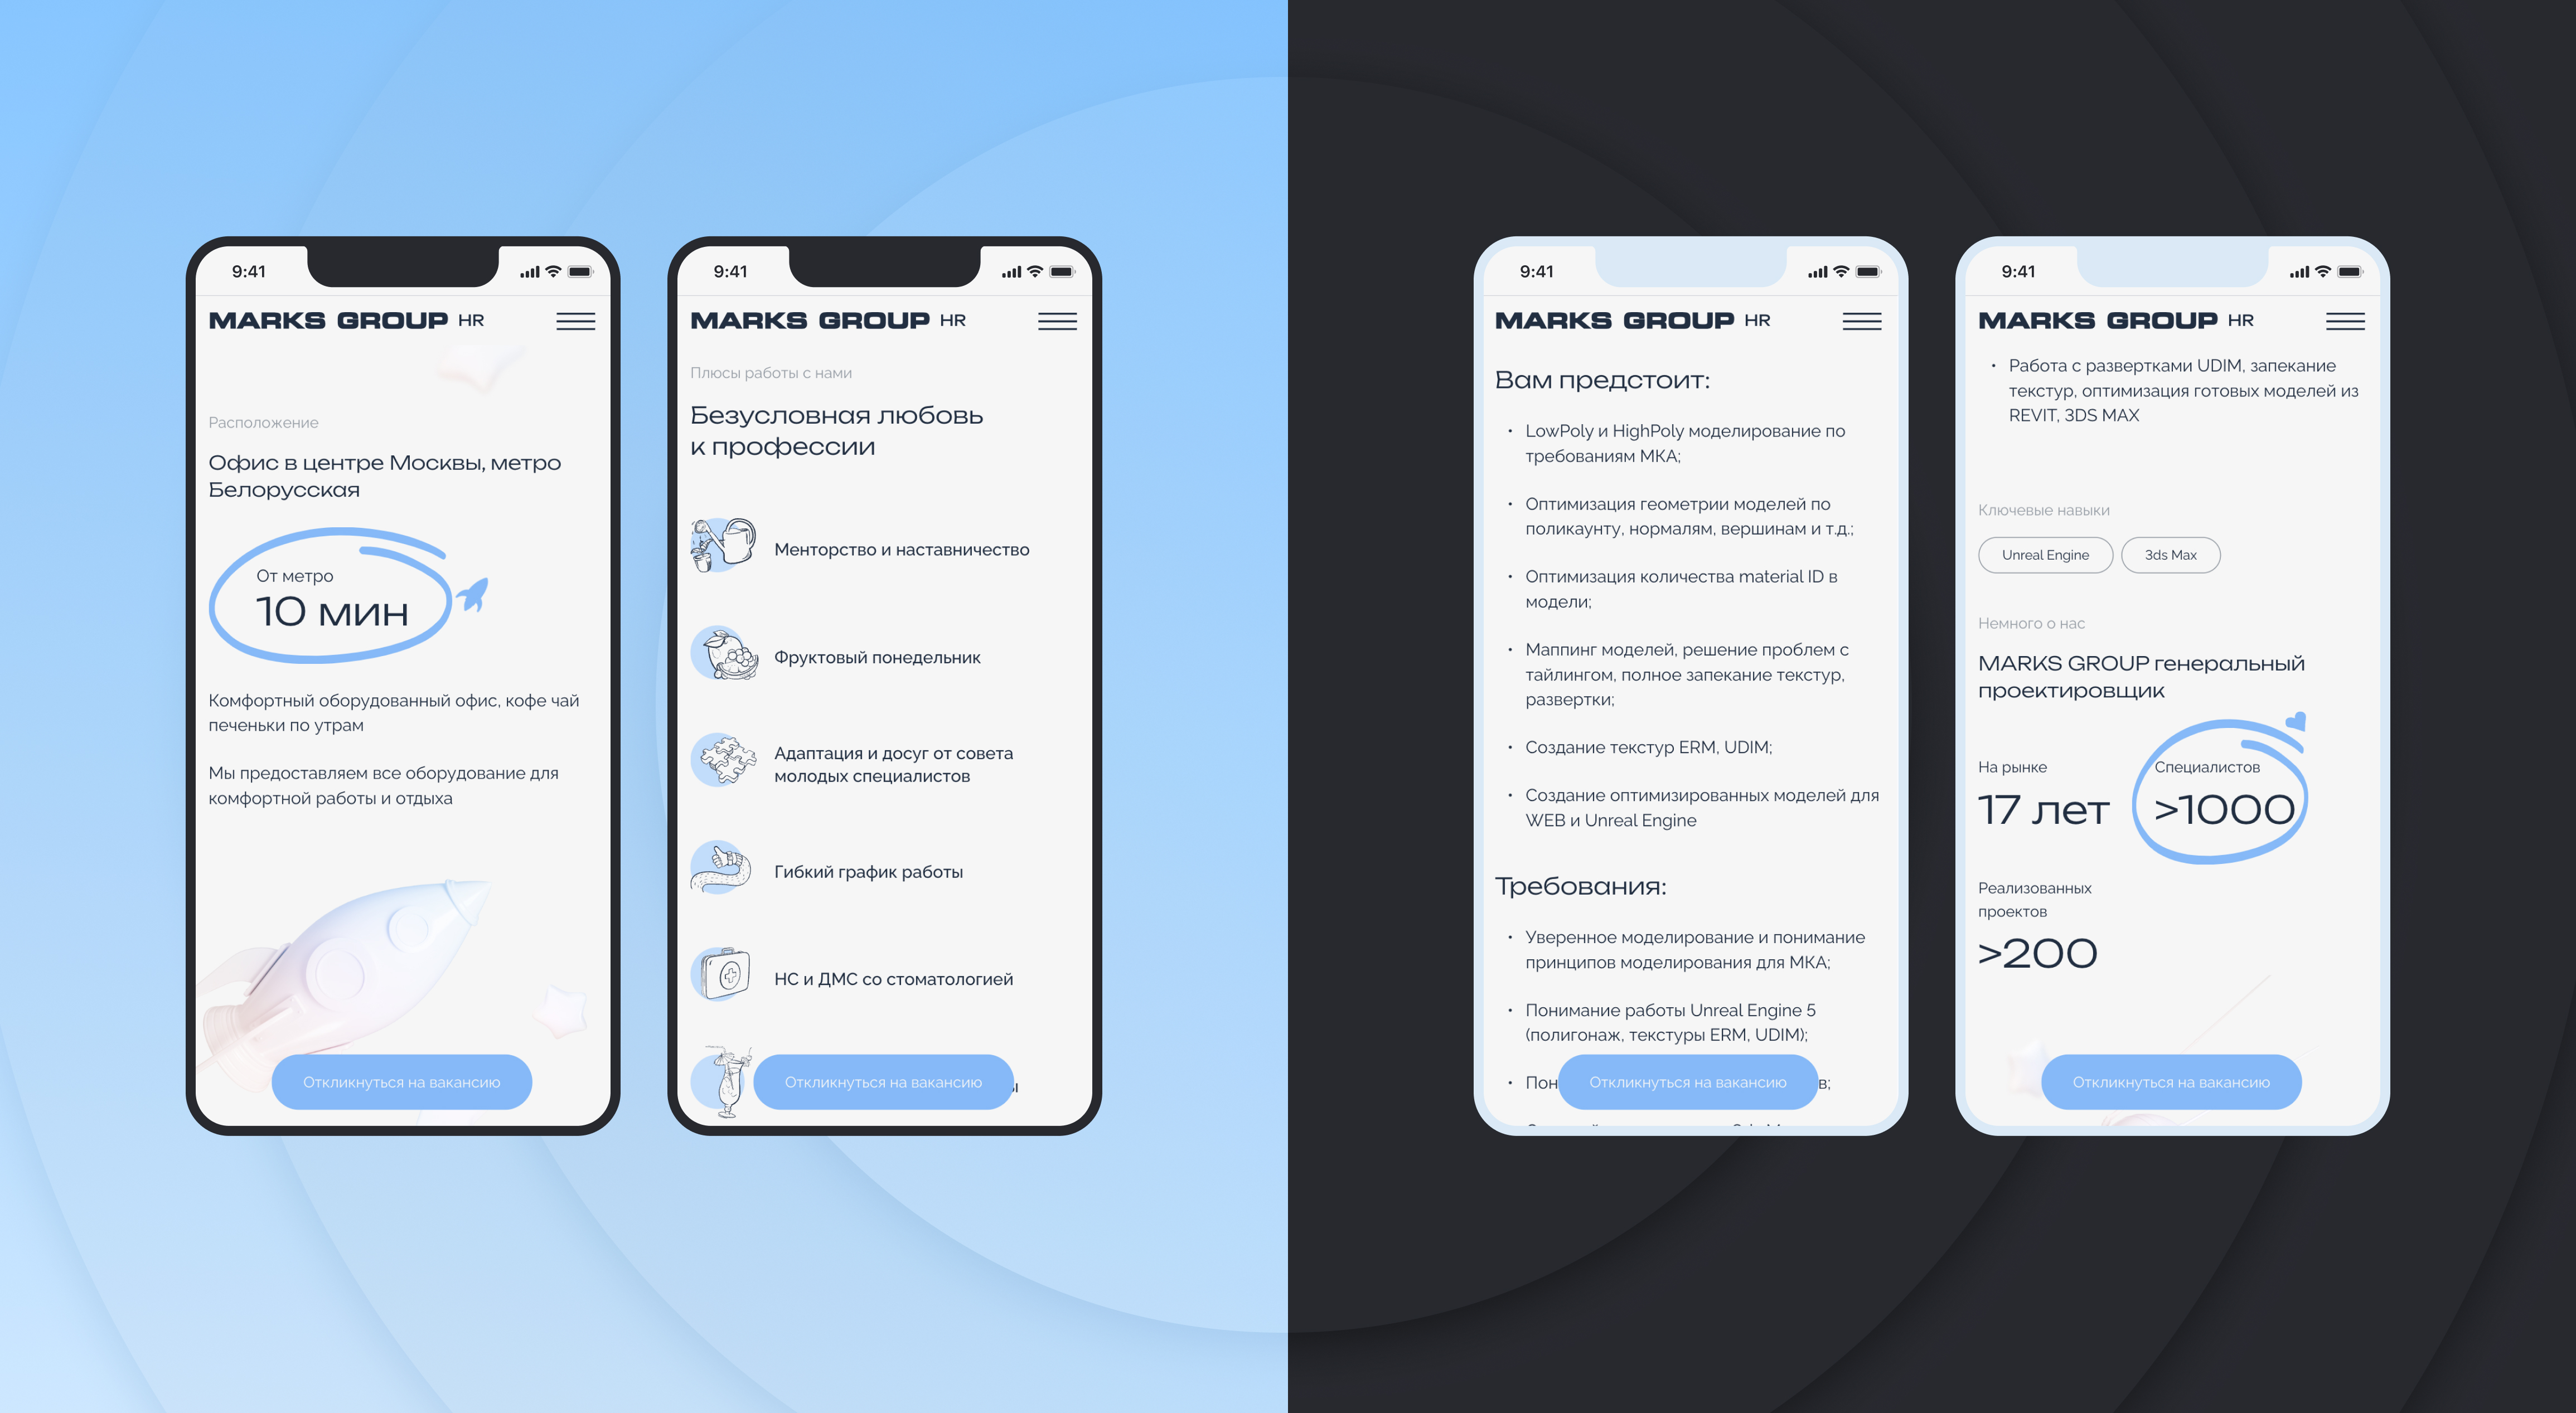 9:41
MARKS GROUP HR
Расположение
Офис в центре Москвы, метро
Белорусская
От метро
10 мин
Комфортный оборудованный офис, кофе чай
печеньки по утрам
Мы предоставляем все оборудование для
комфортной работы и отдыха
Откликнуться на вакансию
9:41
MARKS GROUP HR
Плюсы работы с нами
Безусловная любовь
к профессии
Менторство и наставничество
Фруктовый понедельник
Адаптация и досуг от совета
молодых специалистов
Гибкий график работы
НС и ДМС со стоматологией
Откликнуться на вакансию
9:41
MARKS GROUP HR
Вам предстоит:
• LowPoly и HighPoly моделирование по
требованиям МКА;
• Оптимизация геометрии моделей по
поликаунту, нормалям, вершинам и т.д.;
• Оптимизация количества material ID в
модели;
• Маппинг моделей, решение проблем с
тайлингом, полное запекание текстур,
развертки;
• Создание текстур ERM, UDIM;
• Создание оптимизированных моделей для
WEB и Unreal Engine
Требования:
• Уверенное моделирование и понимание
принципов моделирования для МКА;
• Понимание работы Unreal Engine 5
(полигонаж, текстуры ERM, UDIM);
Откликнуться на вакансию
9:41
MARKS GROUP HR
• Работа с развертками UDIM, запекание
текстур, оптимизация готовых моделей из
REVIT, 3DS MAX
Ключевые навыки
Unreal Engine
3ds Max
Немного о нас
MARKS GROUP генеральный
проектировщик
На рынке
17 лет
Специалистов
>1000
Реализованных
проектов
>200
Откликнуться на вакансию